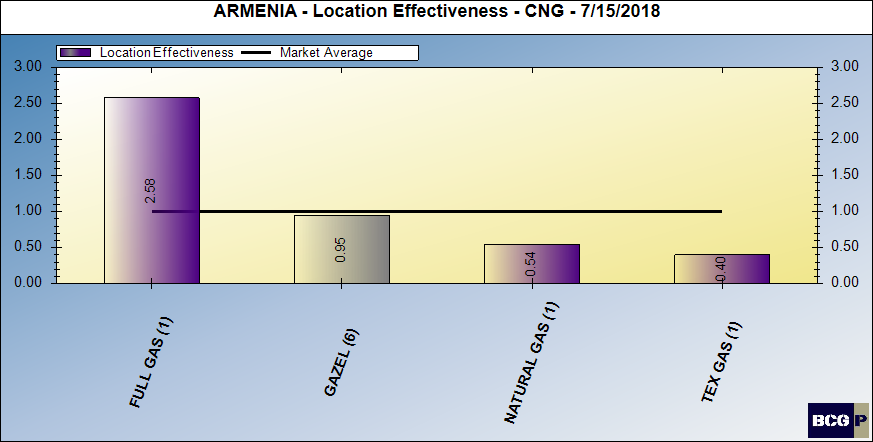 ARMENIA - Location Effectiveness - CNG - 7/15/2018
Location Effectiveness Market Average
3.00 3.00
2.50 2.50
2.00 2.00
1.50 1.50
1.00 1.00
0.50 0.50
0.00 0.00
2.58
0.95
0.54
0.40
FULL GAS (1)
GAZEL (6)
NATURAL GAS (1)
TEX GAS (1)
BCG P